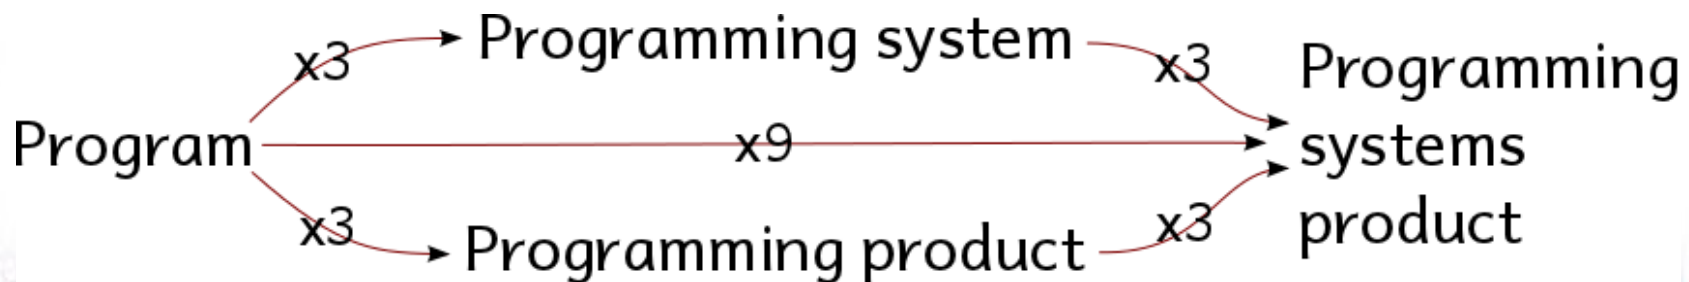 x3
Programming system
x3
Programming
systems
product
Program
x9
x3
Programming product
x3